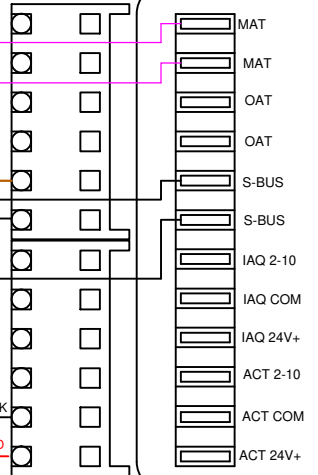 MAT
MAT
OAT
OAT
S-BUS
S-BUS
IAQ 2-10
IAQ COM
IAQ 24V+
ACT 2-10
K
ACT COM
ACT 24V+